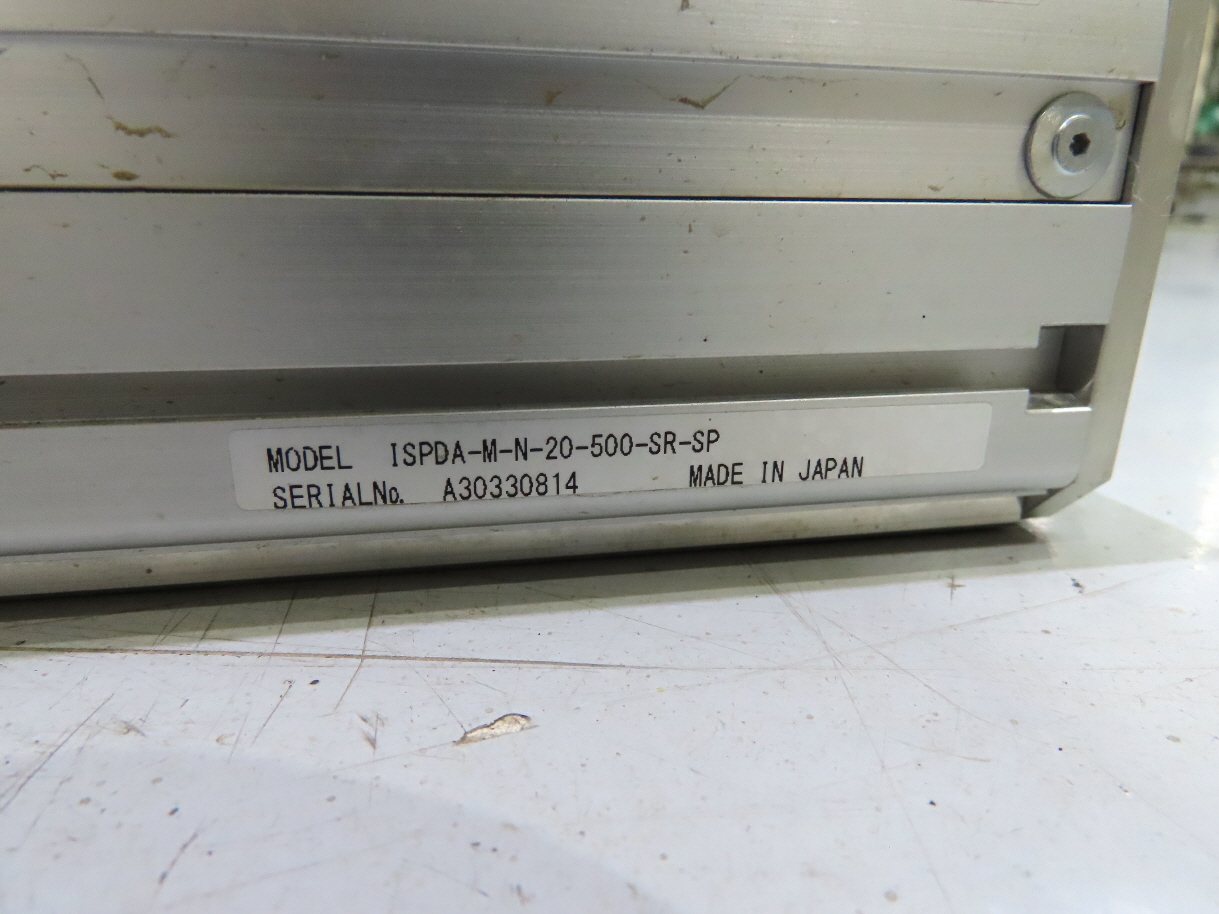 MODEL ISPDA-M-N-20-500-SR-SP
SERIALNo. A30330814 MADE IN JAPAN